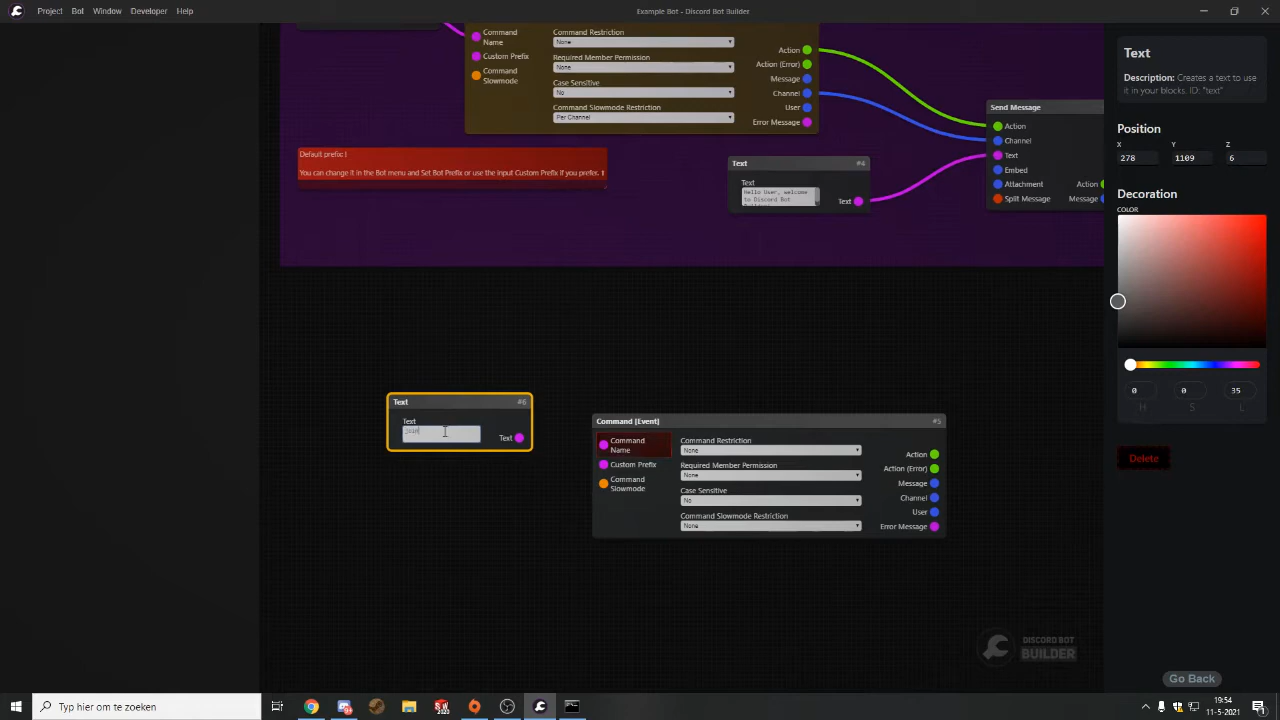 Project Bot Window Developer Help
Example Bot - Discord Bot Builder
Command
Name
Custom Prefix
Command
Slowmode
Command Restriction
None
Required Member Permission
None
Case Sensitive
No
Command Slowmode Restriction
Per Channel
Action
Action (Error)
Message
Channel
User
Error Message
Default prefix: !
You can change it in the Bot menu and Set Bot Prefix or use the input Custom Prefix if you prefer. !
Text #4
Text
Hello User, welcome
to Discord Bot
Text
Send Message
Action
Channel
Text
Embed
Attachment
Split Message
Action
Message
Text #6
Text
join
Text
Command [Event] #5
Command
Name
Custom Prefix
Command
Slowmode
Command Restriction
None
Required Member Permission
None
Case Sensitive
No
Command Slowmode Restriction
None
Action
Action (Error)
Message
Channel
User
Error Message
Text
Description: Creates a text to use
it in your blocks. ID: "text"
Position
X Y Z
278 1109
Decoration
COLOR
0 0 35
H S L
Delete
DISCORD BOT
BUILDER
Go Back
Typ hier om te zoeken
19:54
11-5-2021